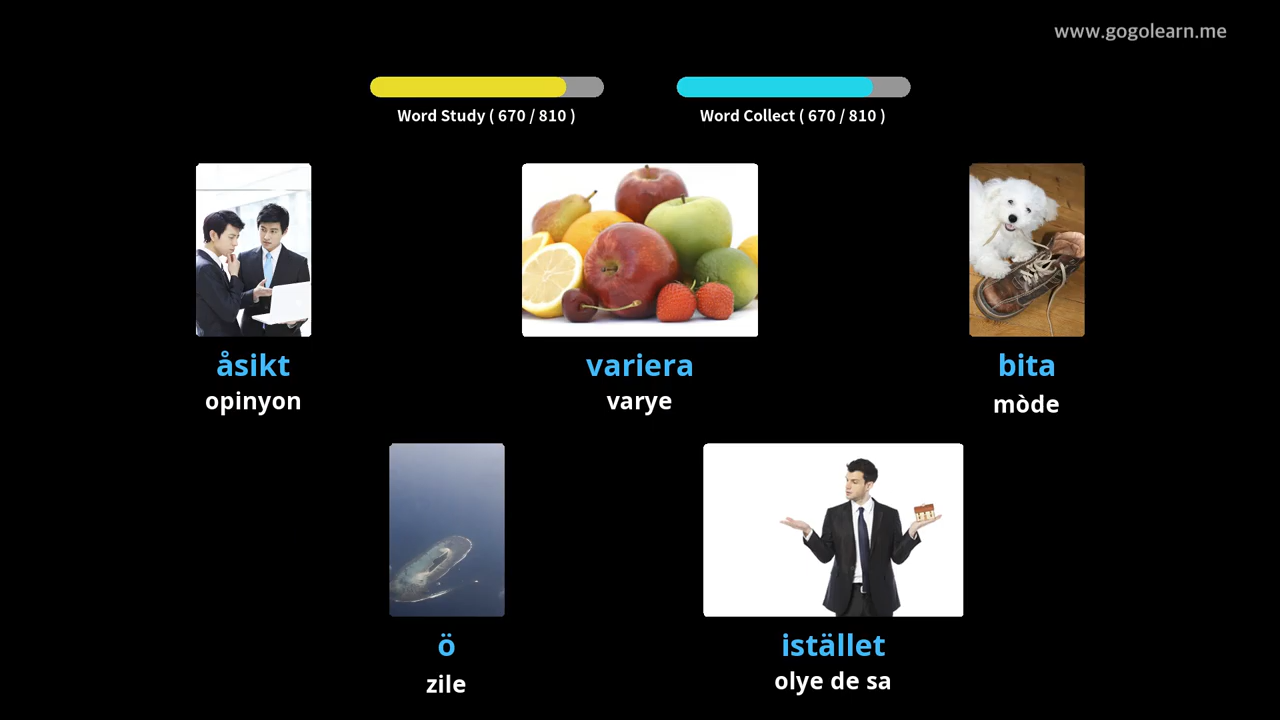 www.gogolearn.me
Word Study ( 670 / 810 )
Word Collect ( 670 / 810 )
åsikt
opinyon
variera
varye
bita
mòde
ö
zile
istället
olye de sa